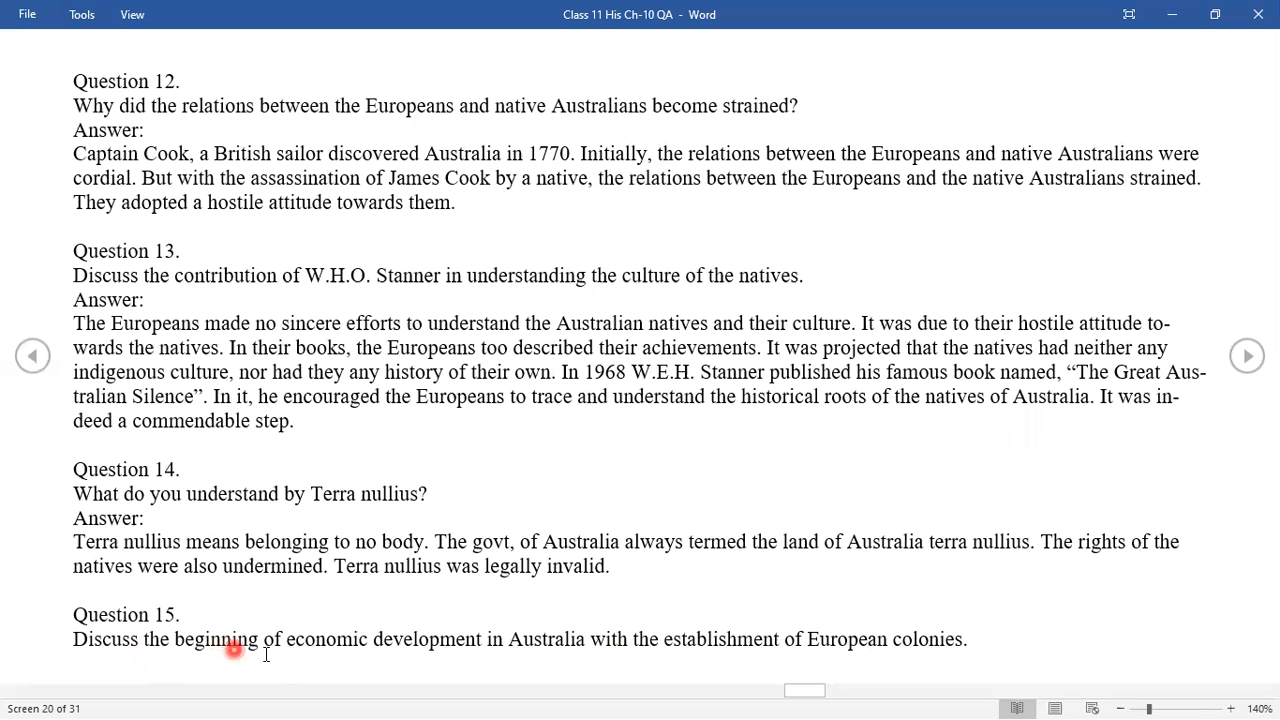 File Tools View Class 11 His Ch-10 QA - Word
Question 12.
Why did the relations between the Europeans and native Australians become strained?
Answer:
Captain Cook, a British sailor discovered Australia in 1770. Initially, the relations between the Europeans and native Australians were
cordial. But with the assassination of James Cook by a native, the relations between the Europeans and the native Australians strained.
They adopted a hostile attitude towards them.
Question 13.
Discuss the contribution of W.H.O. Stanner in understanding the culture of the natives.
Answer:
The Europeans made no sincere efforts to understand the Australian natives and their culture. It was due to their hostile attitude to-
wards the natives. In their books, the Europeans too described their achievements. It was projected that the natives had neither any
indigenous culture, nor had they any history of their own. In 1968 W.E.H. Stanner published his famous book named, “The Great Aus-
tralian Silence”. In it, he encouraged the Europeans to trace and understand the historical roots of the natives of Australia. It was in-
deed a commendable step.
Question 14.
What do you understand by Terra nullius?
Answer:
Terra nullius means belonging to no body. The govt, of Australia always termed the land of Australia terra nullius. The rights of the
natives were also undermined. Terra nullius was legally invalid.
Question 15.
Discuss the beginning of economic development in Australia with the establishment of European colonies.
Screen 20 of 31 140%